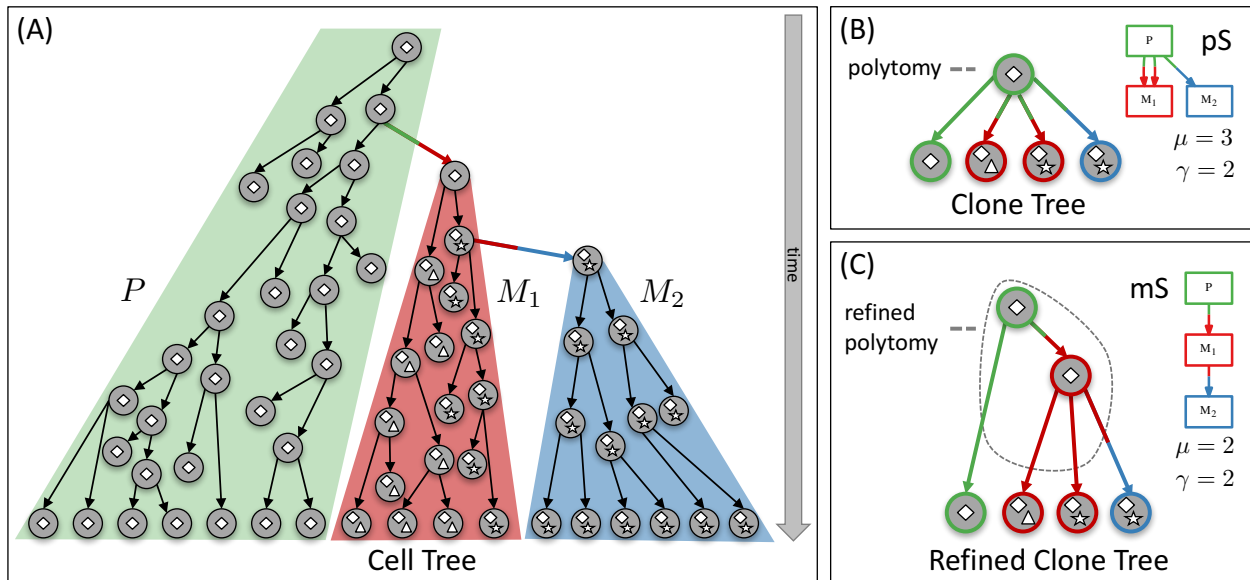 (A)
time
P
M1
M2
Cell Tree
(B)
pS
polytomy
P
M1
M2
μ = 3
γ = 2
Clone Tree
(C)
mS
refined
polytomy
P
M1
M2
μ = 2
γ = 2
Refined Clone Tree